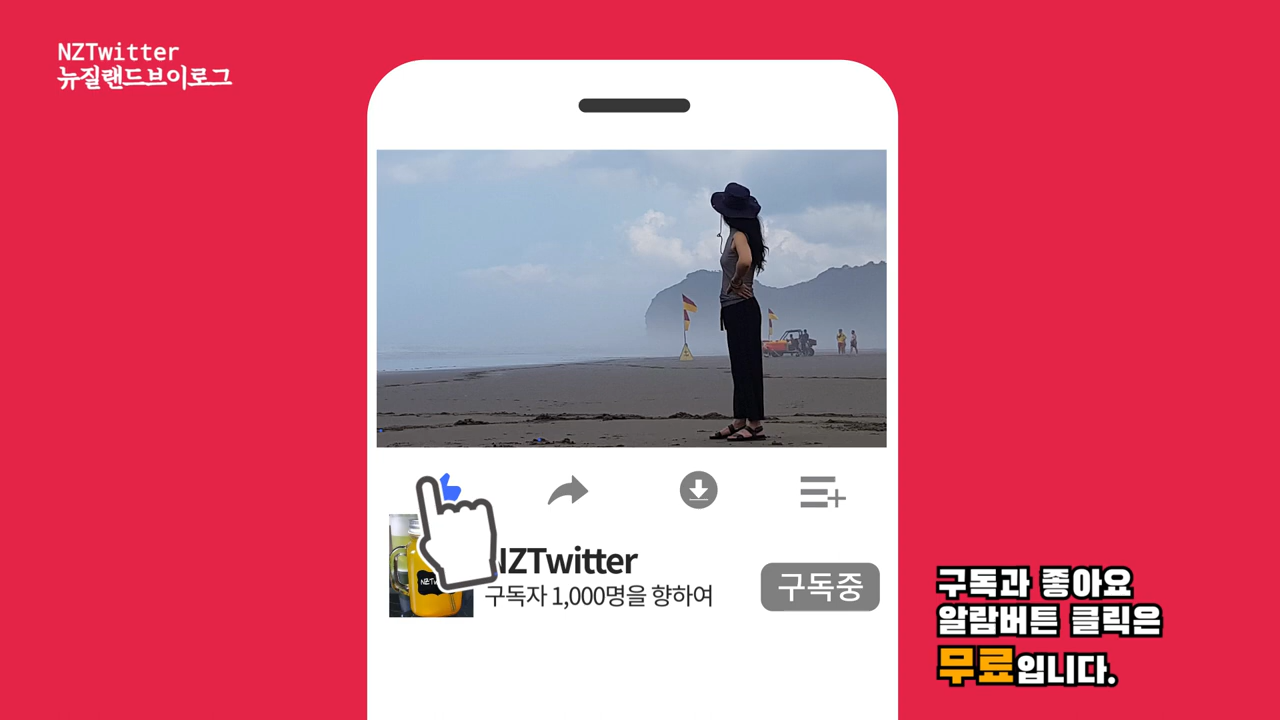 NZTwitter
뉴질랜드브이로그
NZTwitter
구독자 1,000명을 향하여
구독중
구독과 좋아요
알람버튼 클릭은
무료입니다.